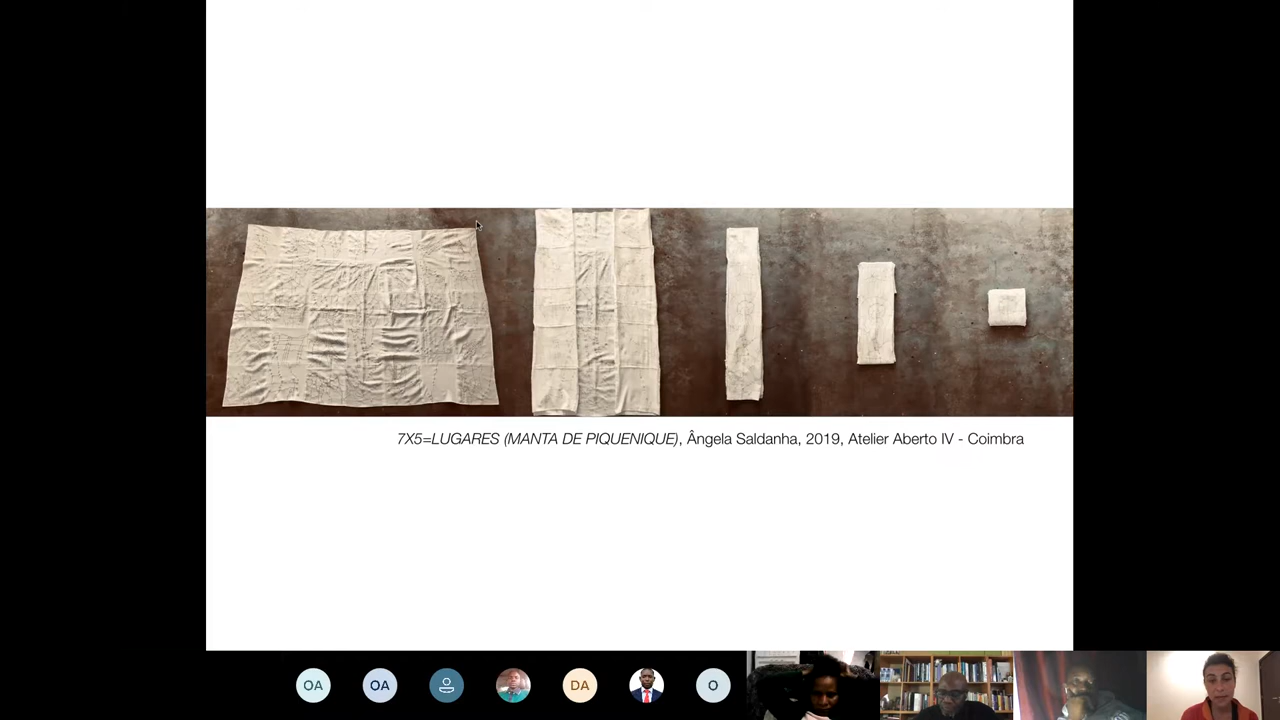 7X5=LUGARES (MANTA DE PIQUENIQUE), Ângela Saldanha, 2019, Atelier Aberto IV - Coimbra
OA OA DA O